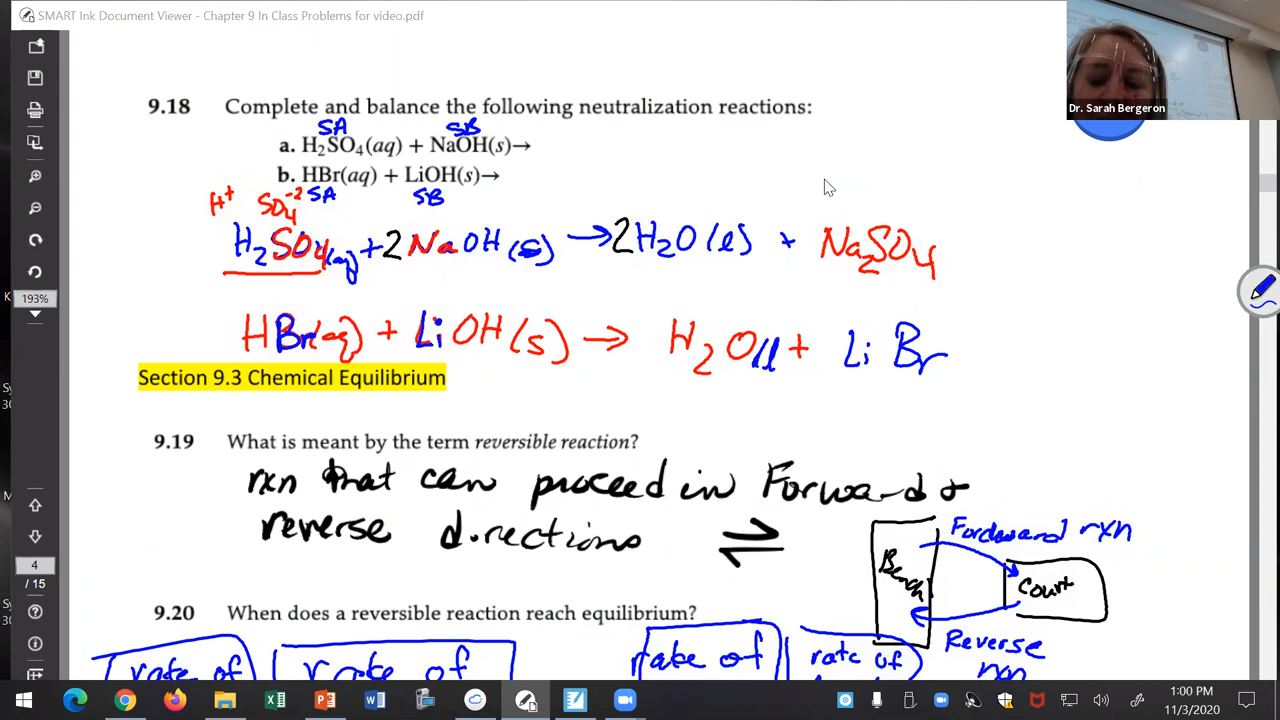 SMART Ink Document Viewer - Chapter 9 In Class Problems for video.pdf
Dr. Sarah Bergeron
9.18 Complete and balance the following neutralization reactions:
SA SB
a. H₂SO₄(aq) + NaOH(s)→
b. HBr(aq) + LiOH(s)→
SA SB
H⁺ SO₄⁻²
H₂SO₄(aq) + 2NaOH(s) → 2H₂O(l) + Na₂SO₄
193%
HBr(aq) + LiOH(s) → H₂O + LiBr
Section 9.3 Chemical Equilibrium
9.19 What is meant by the term reversible reaction?
rxn that can proceed in Forward &
reverse directions ⇌
Forward rxn
Bench Court
Reverse
rxn
9.20 When does a reversible reaction reach equilibrium?
rate of rate of rate of rate of
4
/ 15
1:00 PM
11/3/2020